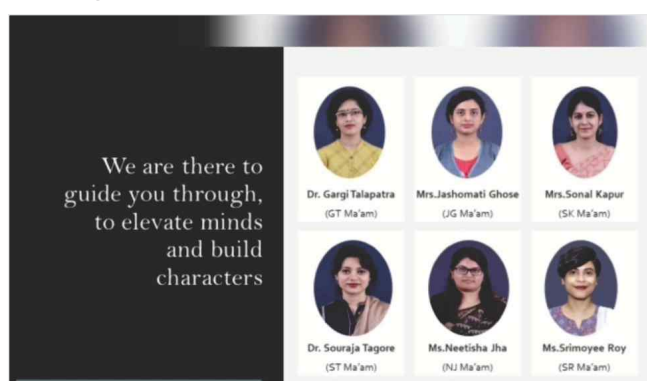 We are there to
guide you through,
to elevate minds
and build
characters
Dr. Gargi Talapatra
(GT Ma'am)
Mrs.Jashomati Ghose
(JG Ma'am)
Mrs.Sonal Kapur
(SK Ma'am)
Dr. Souraja Tagore
(ST Ma'am)
Ms.Neetisha Jha
(NJ Ma'am)
Ms.Srimoyee Roy
(SR Ma'am)